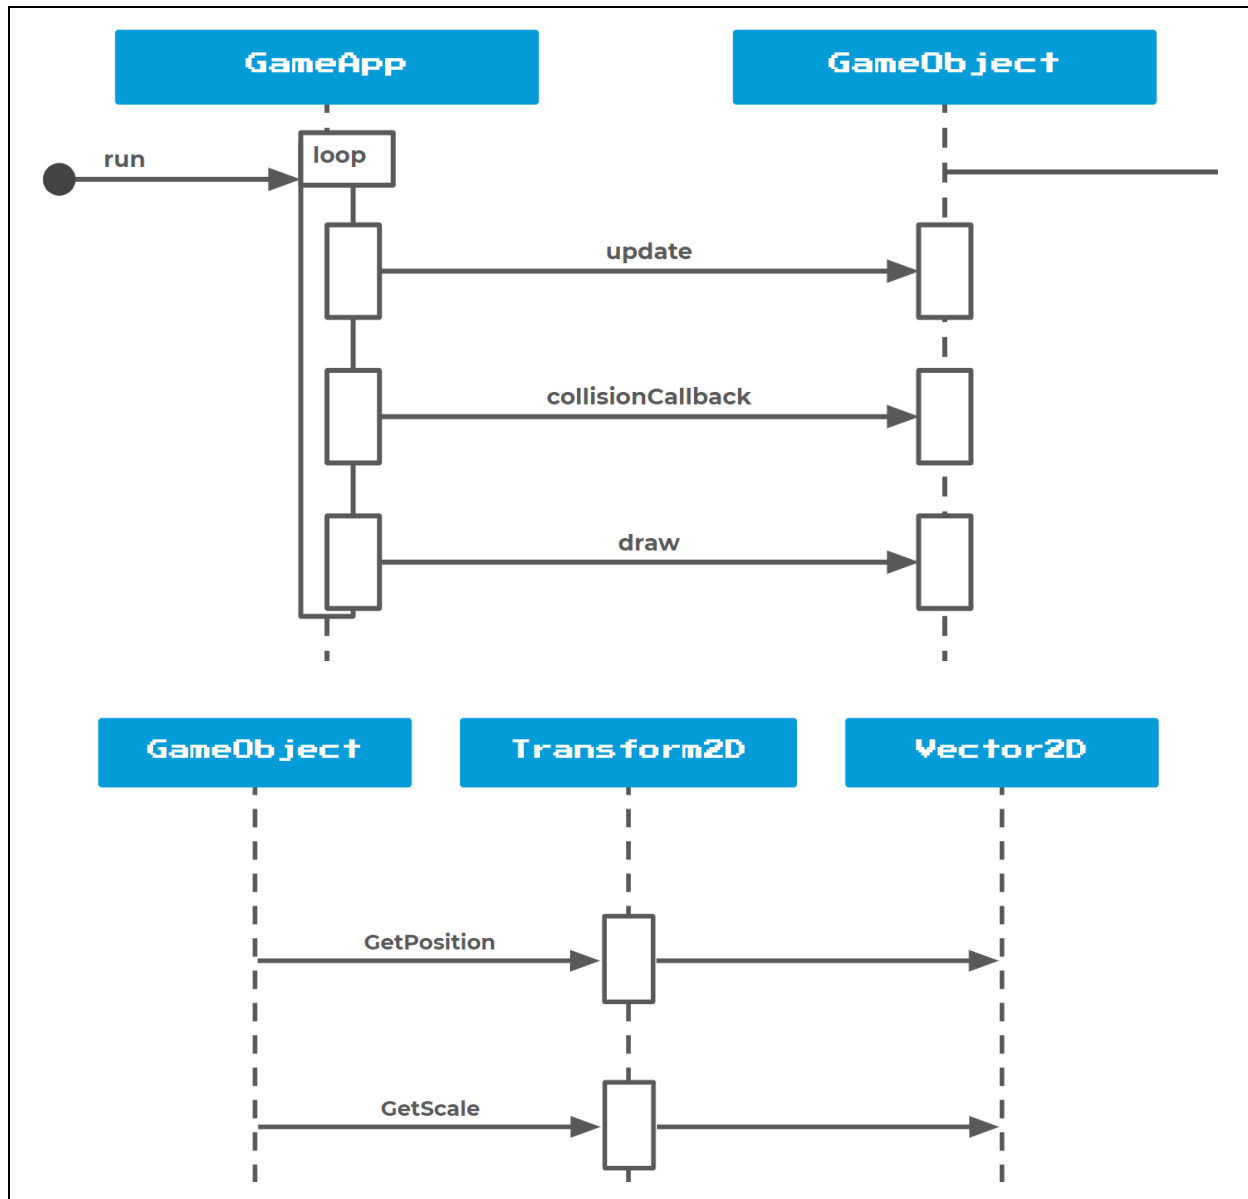 GameApp
GameObject
run
loop
update
collisionCallback
draw
GameObject
Transform2D
Vector2D
GetPosition
GetScale